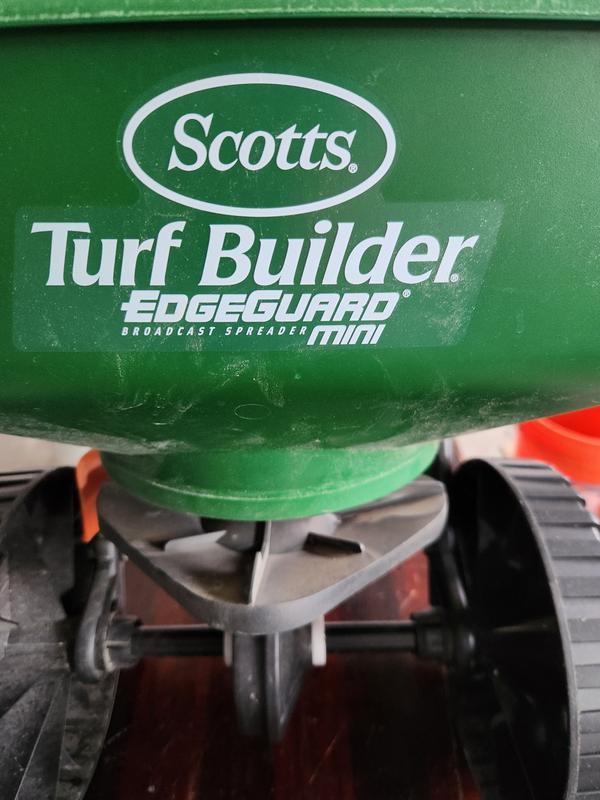 Scotts®
Turf Builder®
EDGEGUARD®
BROADCAST SPREADER MINI